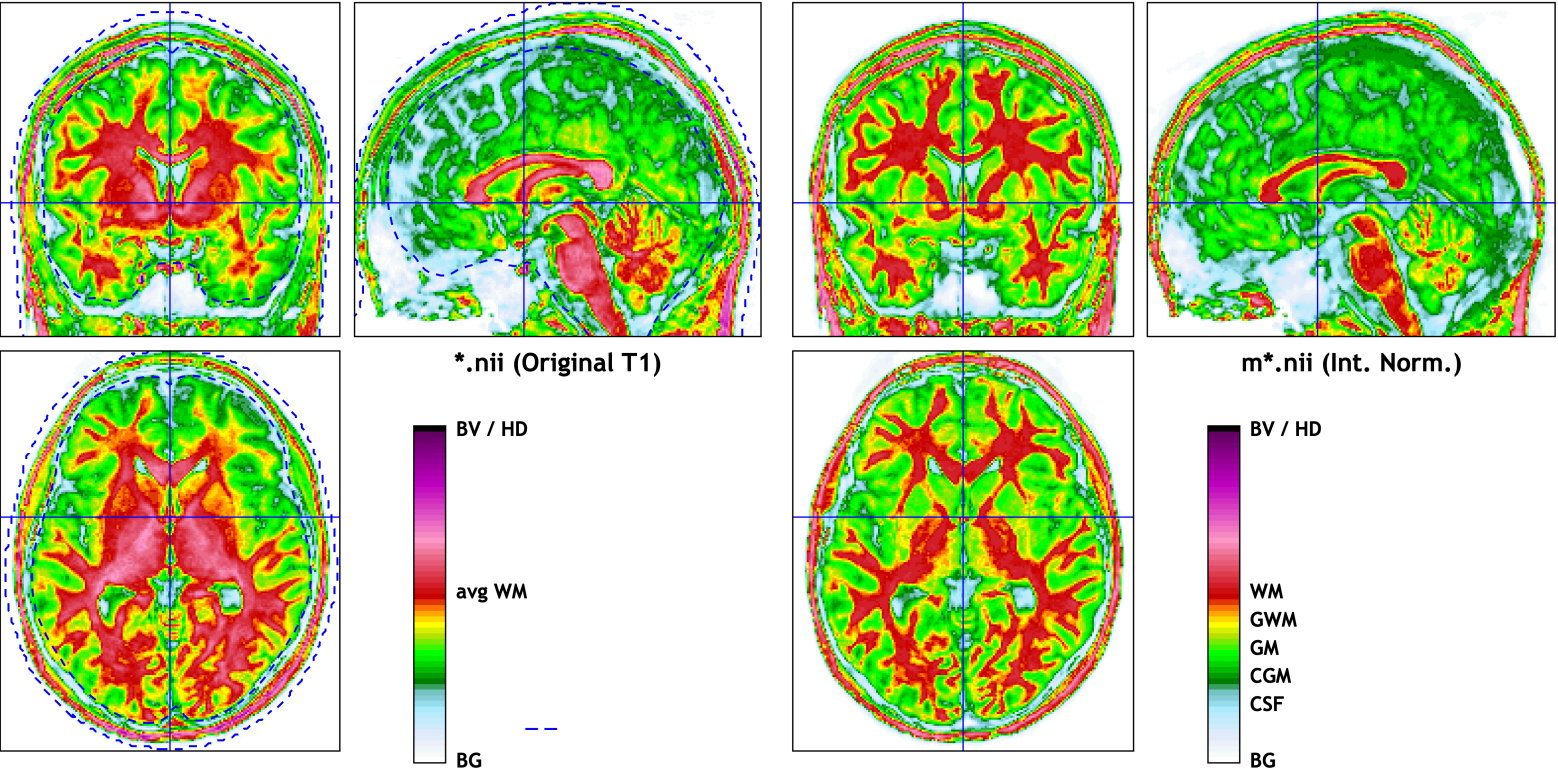 *.nii (Original T1)
BV / HD
avg WM
BG
m*.nii (Int. Norm.)
BV / HD
WM
GWM
GM
CGM
CSF
BG